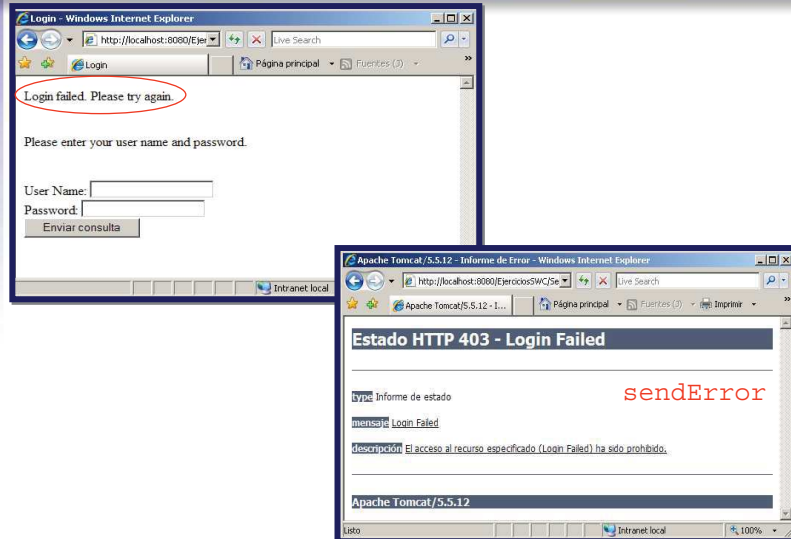 Login - Windows Internet Explorer
http://localhost:8080/Ejer
Live Search
Login
Página principal
Fuentes (J)
»
Login failed. Please try again.
Please enter your user name and password.
User Name:
Password:
Enviar consulta
Intranet local
Apache Tomcat/5.5.12 - Informe de Error - Windows Internet Explorer
http://localhost:8080/EjerciciosSWC/Se
Live Search
Apache Tomcat/5.5.12 - I...
Página principal
Fuentes (J)
Imprimir
»
Estado HTTP 403 - Login Failed
type Informe de estado
sendError
mensaje Login Failed
descripción El acceso al recurso especificado (Login Failed) ha sido prohibido.
Apache Tomcat/5.5.12
Listo
Intranet local
100%